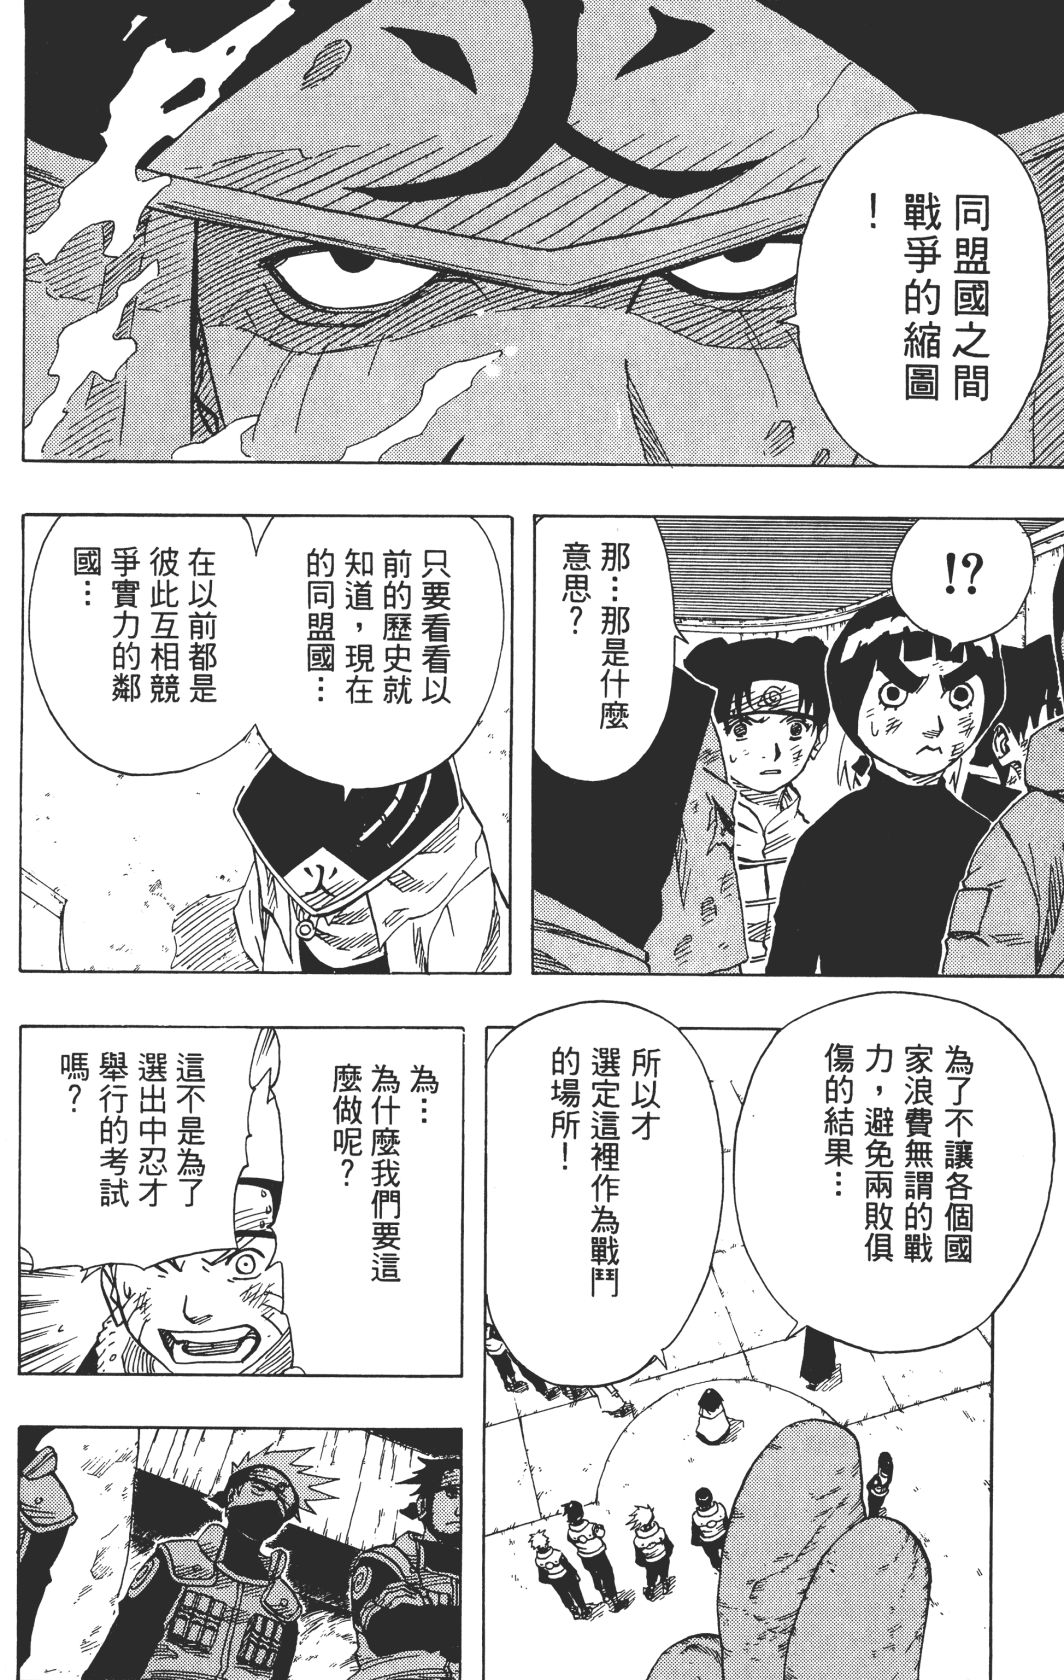 同盟國之間
戰爭的縮圖
！
!?
那…那是什麼
意思？
只要看看以
前的歷史就
知道，現在
的同盟國…
在以前都是
彼此互相競
爭實力的鄰
國…
為了不讓各個國
家浪費無謂的戰
力，避免兩敗俱
傷的結果…
所以才
選定這裡作為戰鬥
的場所！
為…
為什麼我們要這
麼做呢？
這不是為了
選出中忍才
舉行的考試
嗎？